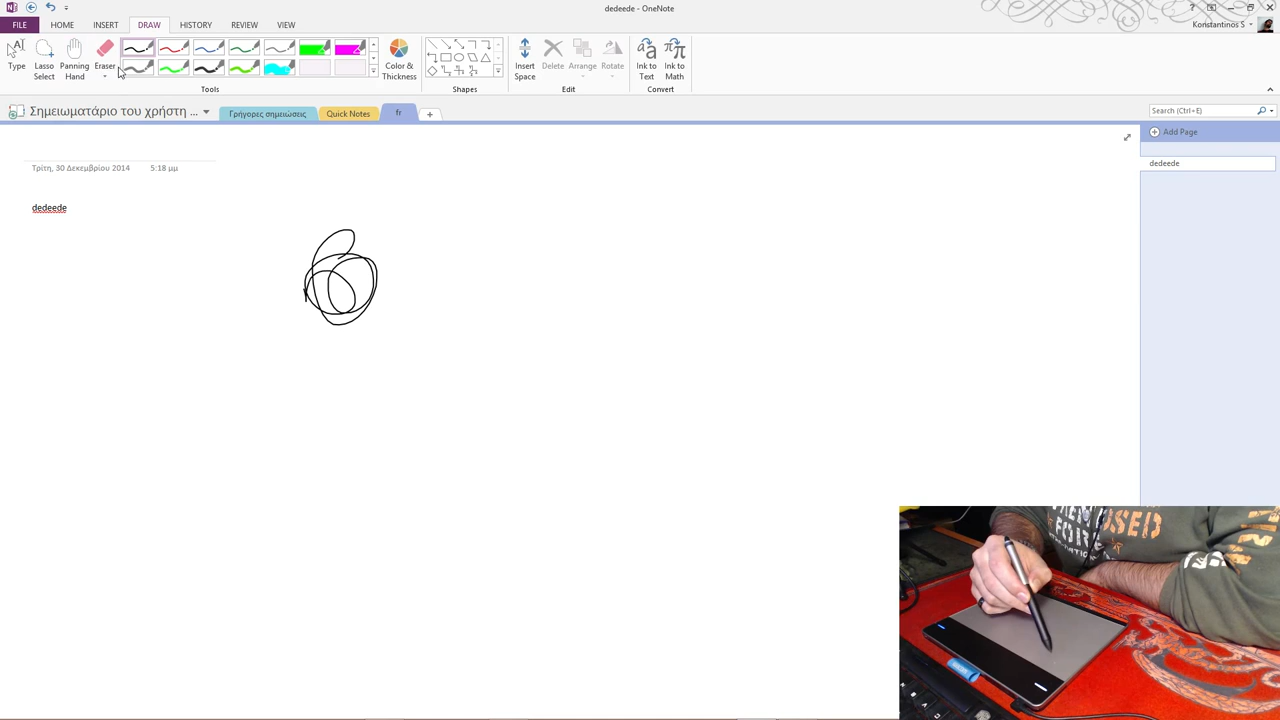 dedeede - OneNote
FILE HOME INSERT DRAW HISTORY REVIEW VIEW
Konstantinos S
Type
Lasso Select
Panning Hand
Eraser
Color & Thickness
Insert Space
Delete
Arrange
Rotate
Ink to Text
Ink to Math
Tools
Shapes
Edit
Convert
Σημειωματάριο του χρήστη ...
Γρήγορες σημειώσεις
Quick Notes
fr
Search (Ctrl+E)
Add Page
dedeede
Τρίτη, 30 Δεκεμβρίου 2014 5:18 μμ
dedeede